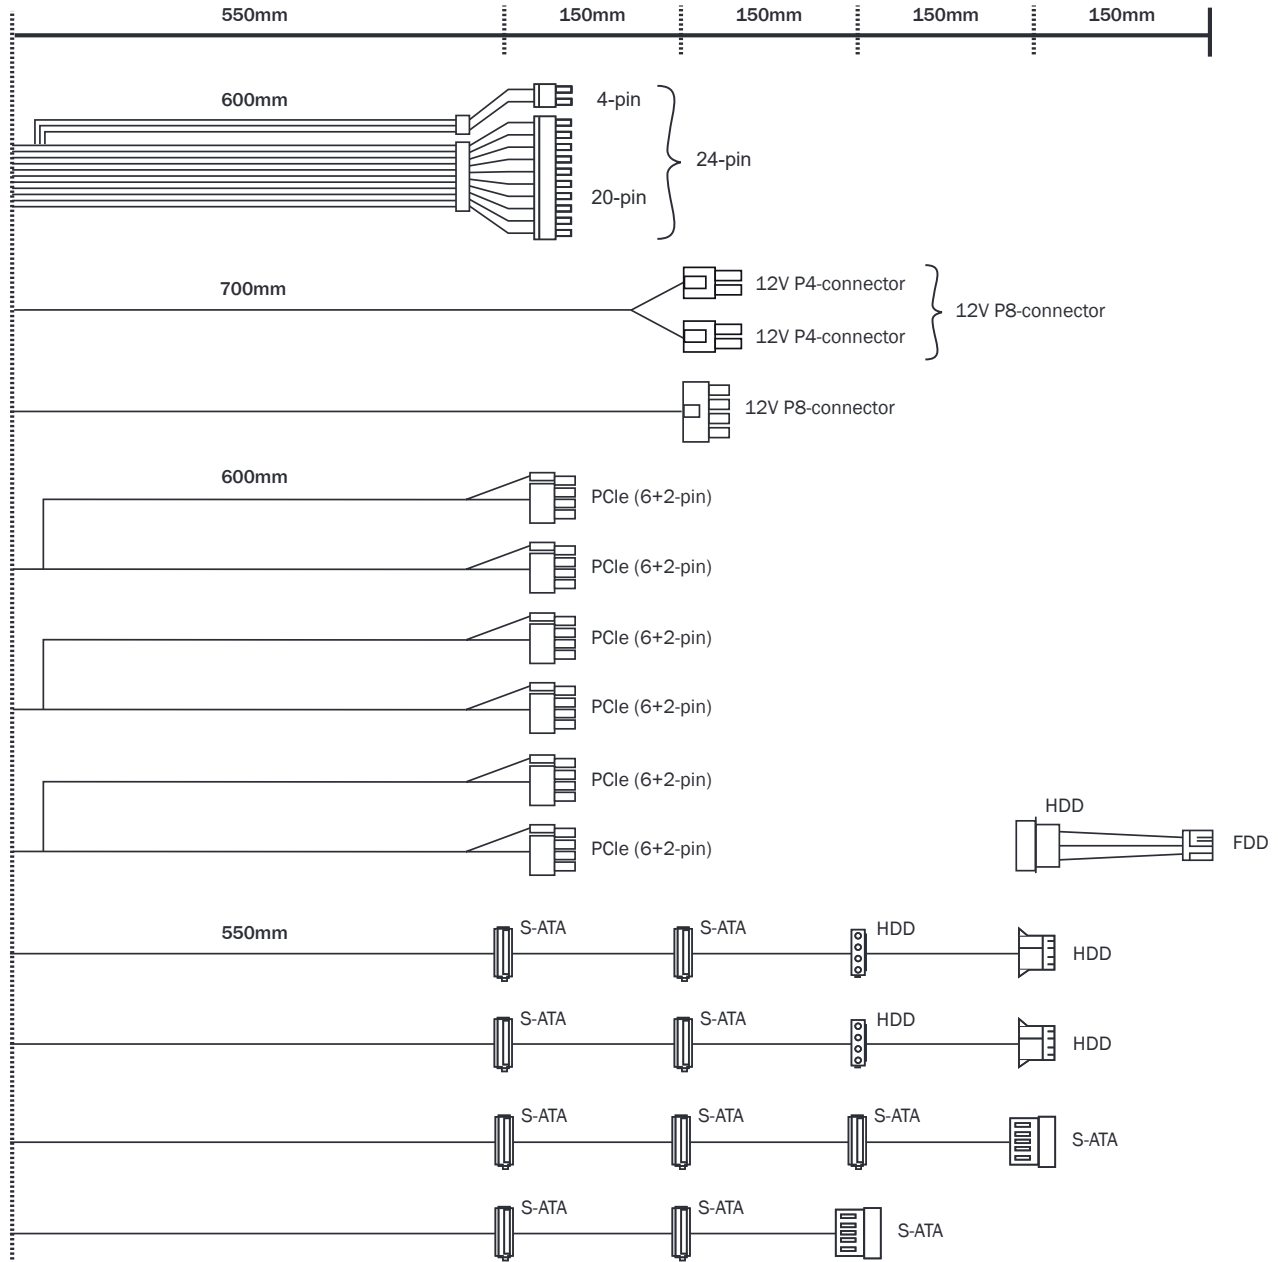 550mm 150mm 150mm 150mm 150mm
600mm 4-pin
24-pin
20-pin
700mm 12V P4-connector
12V P8-connector
12V P4-connector
12V P8-connector
600mm
PCIe (6+2-pin)
PCIe (6+2-pin)
PCIe (6+2-pin)
PCIe (6+2-pin)
PCIe (6+2-pin)
HDD
FDD
PCIe (6+2-pin)
550mm S-ATA S-ATA HDD
HDD
S-ATA S-ATA HDD
HDD
S-ATA S-ATA S-ATA
S-ATA
S-ATA S-ATA
S-ATA